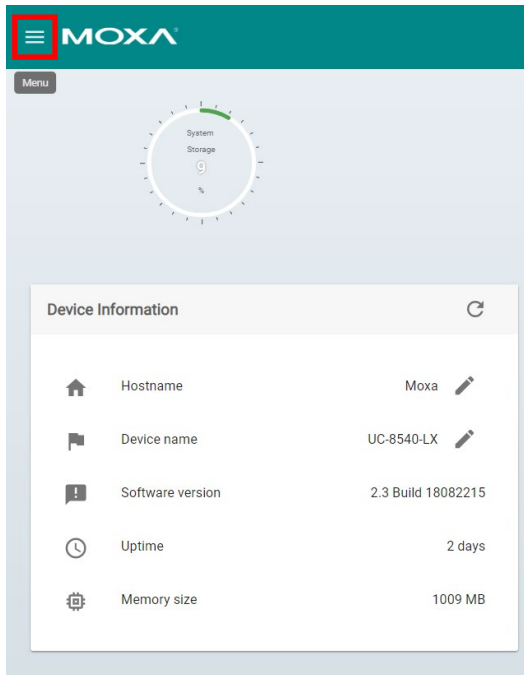 MOXA®
Menu
System
Storage
9
%
Device Information
Hostname Moxa
Device name UC-8540-LX
Software version 2.3 Build 18082215
Uptime 2 days
Memory size 1009 MB